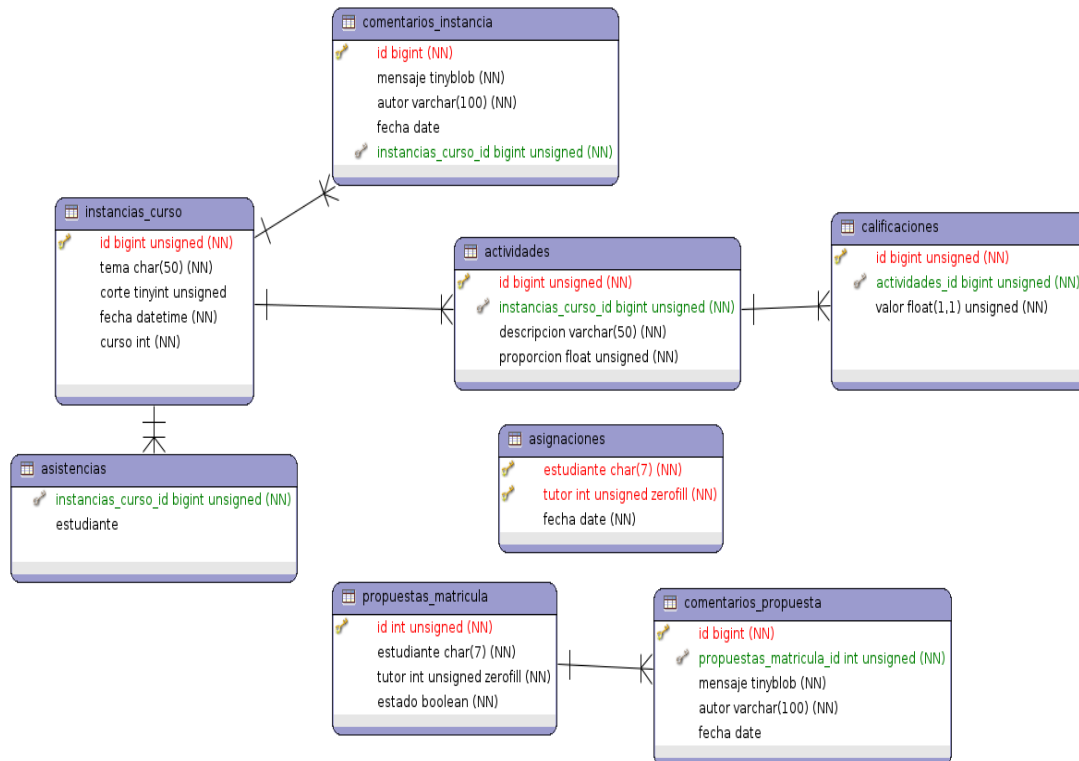 comentarios_instancia
id bigint (NN)
mensaje tinyblob (NN)
autor varchar(100) (NN)
fecha date
instancias_curso_id bigint unsigned (NN)
instancias_curso
id bigint unsigned (NN)
tema char(50) (NN)
corte tinyint unsigned
fecha datetime (NN)
curso int (NN)
actividades
id bigint unsigned (NN)
instancias_curso_id bigint unsigned (NN)
descripcion varchar(50) (NN)
proporcion float unsigned (NN)
calificaciones
id bigint unsigned (NN)
actividades_id bigint unsigned (NN)
valor float(1,1) unsigned (NN)
asistencias
instancias_curso_id bigint unsigned (NN)
estudiante
asignaciones
estudiante char(7) (NN)
tutor int unsigned zerofill (NN)
fecha date (NN)
propuestas_matricula
id int unsigned (NN)
estudiante char(7) (NN)
tutor int unsigned zerofill (NN)
estado boolean (NN)
comentarios_propuesta
id bigint (NN)
propuestas_matricula_id int unsigned (NN)
mensaje tinyblob (NN)
autor varchar(100) (NN)
fecha date